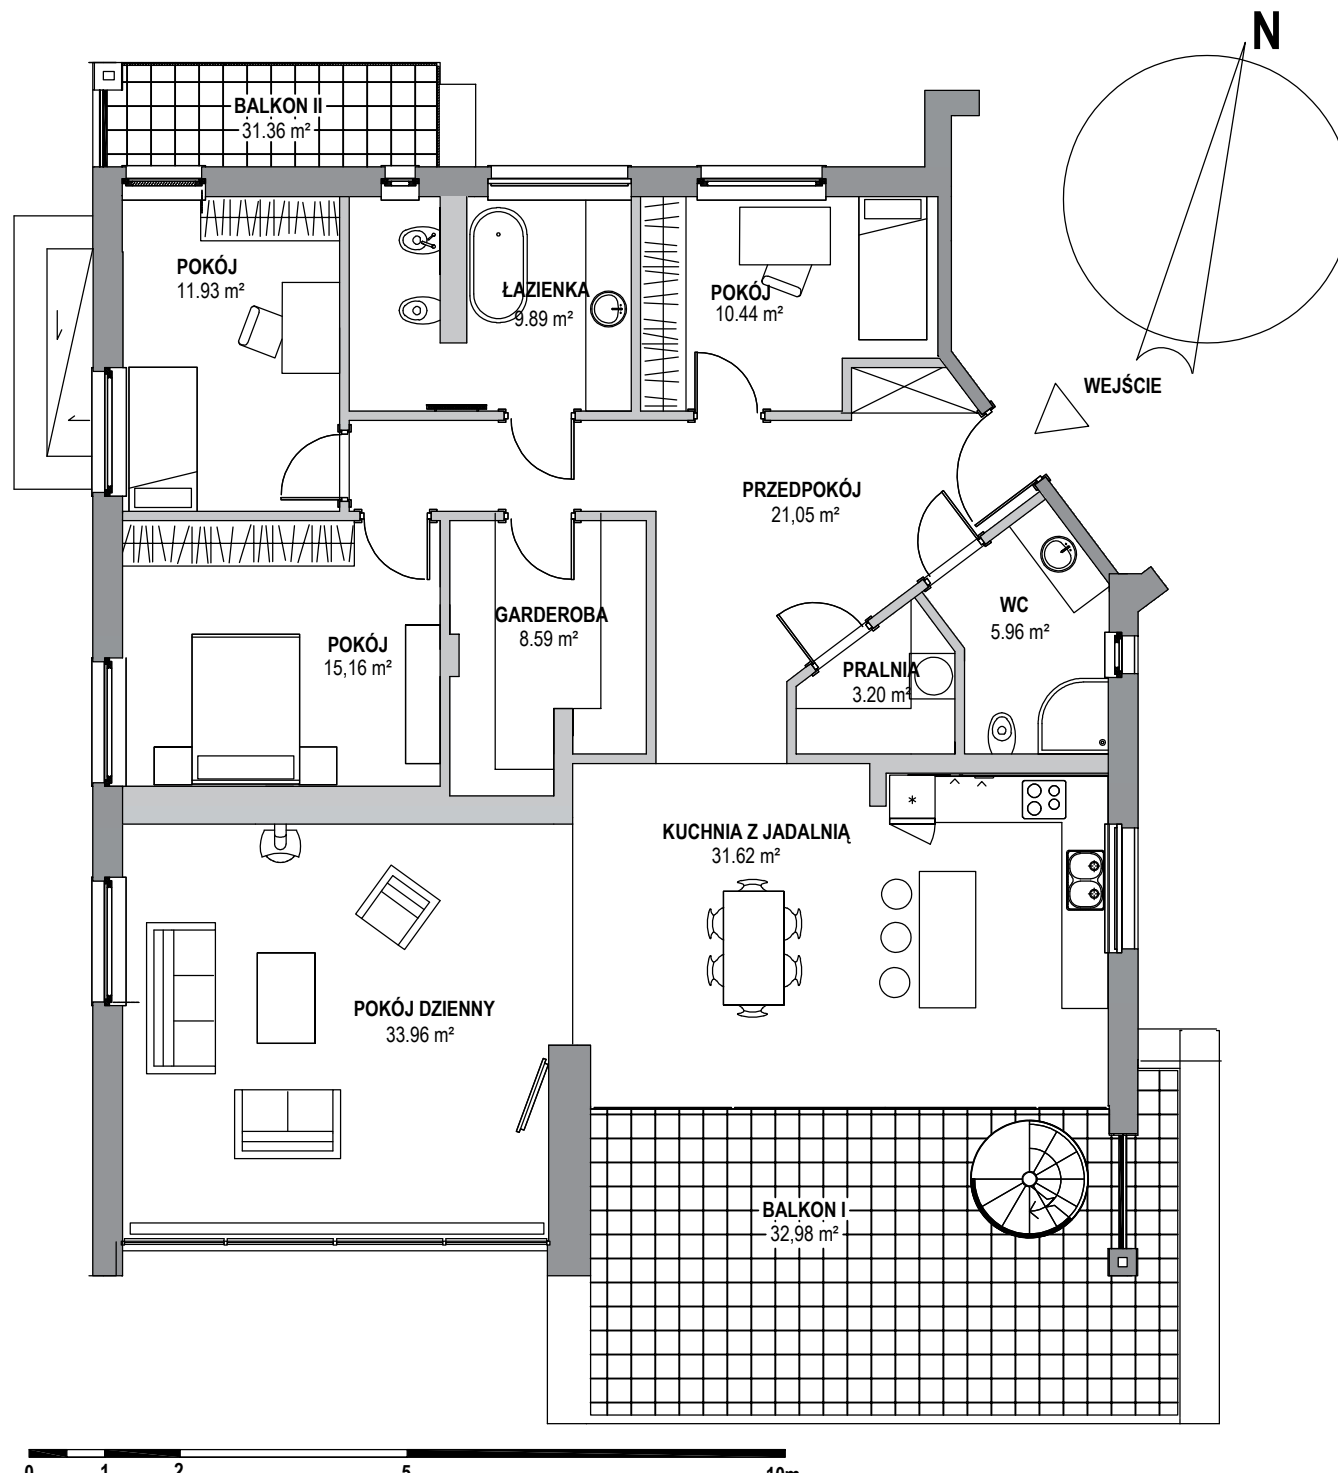 N
BALKON II
31.36 m²
POKÓJ
11.93 m²
ŁAZIENKA
9.89 m²
POKÓJ
10.44 m²
WEJŚCIE
PRZEDPOKÓJ
21,05 m²
GARDEROBA
8.59 m²
WC
5.96 m²
POKÓJ
15,16 m²
PRALNIA
3.20 m²
KUCHNIA Z JADALNIĄ
31.62 m²
POKÓJ DZIENNY
33.96 m²
BALKON I
32,98 m²
0 1 2 5 10m